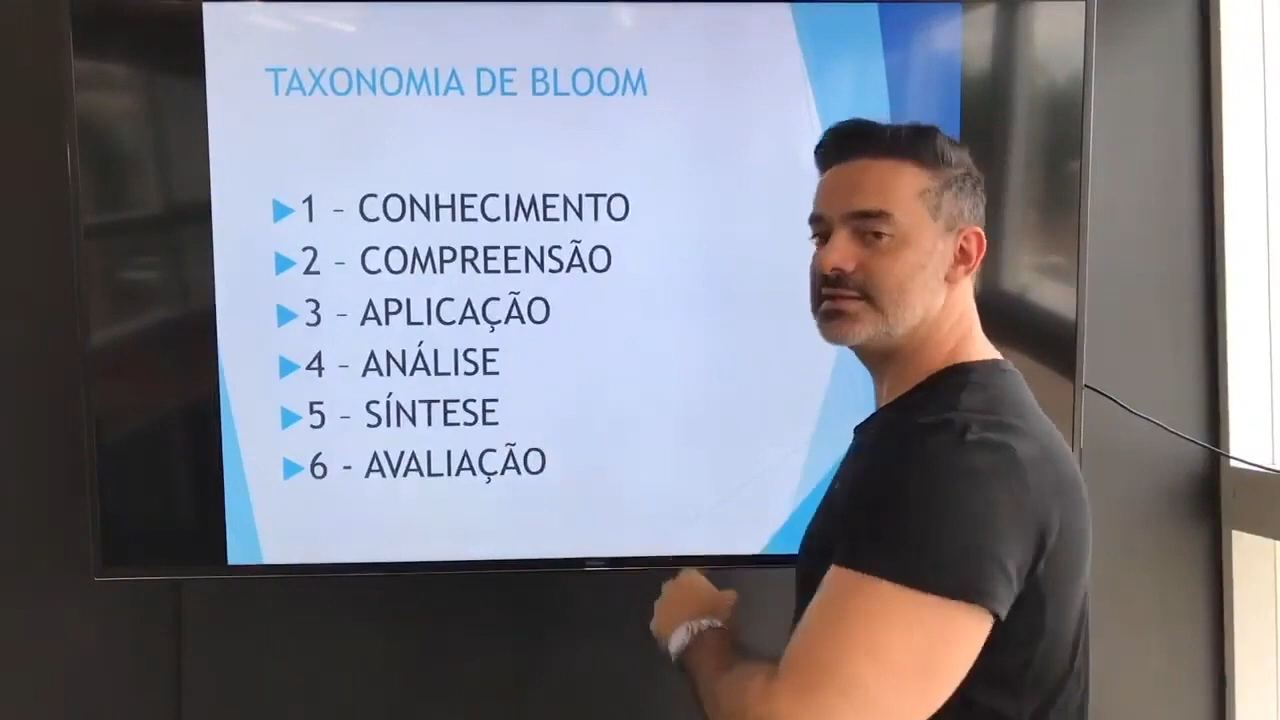 TAXONOMIA DE BLOOM
1 – CONHECIMENTO
2 – COMPREENSÃO
3 – APLICAÇÃO
4 – ANÁLISE
5 – SÍNTESE
6 - AVALIAÇÃO